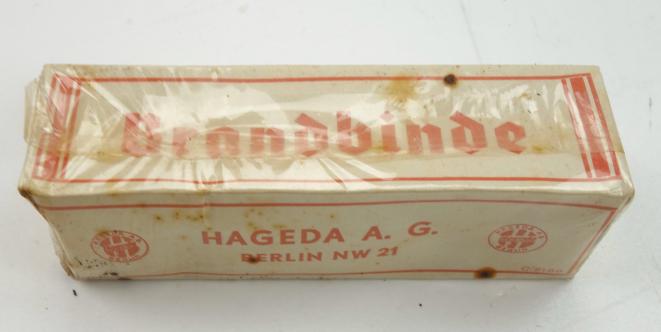 Brandbinde
HAGEDA A. G.
BERLIN NW 21